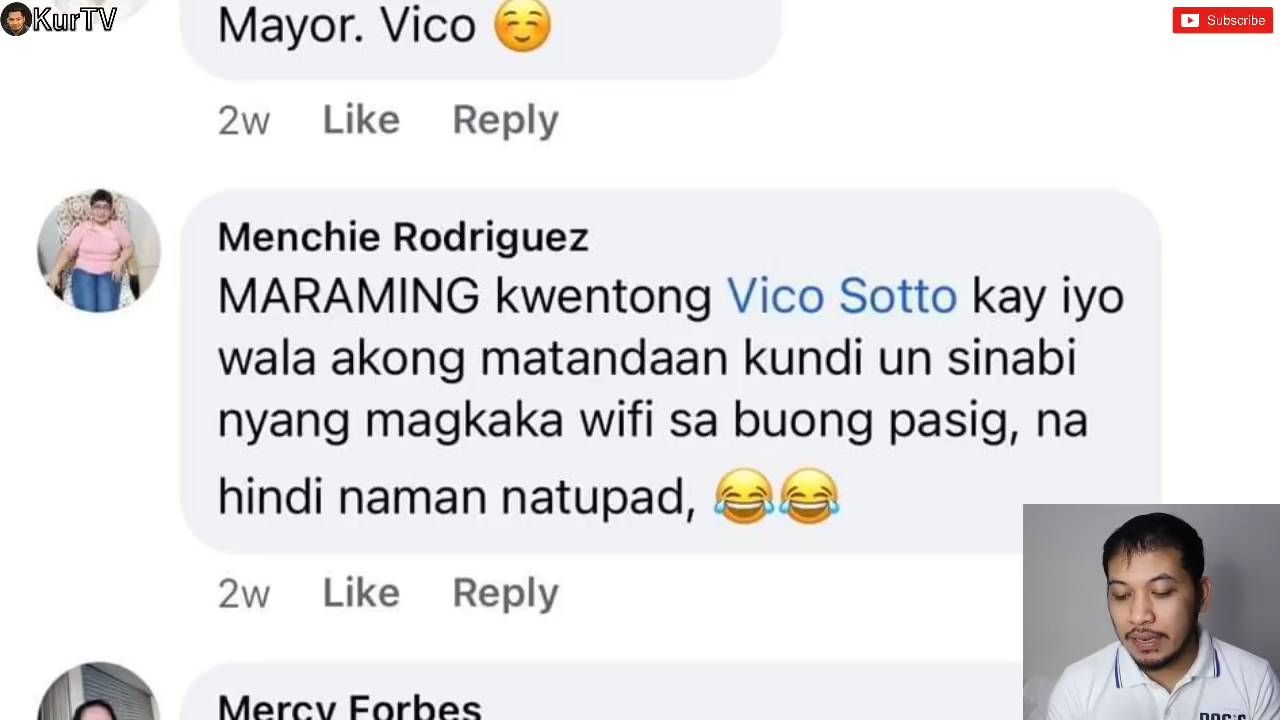 KurTV
Subscribe
Mayor. Vico
2w Like Reply
Menchie Rodriguez
MARAMING kwentong Vico Sotto kay iyo
wala akong matandaan kundi un sinabi
nyang magkaka wifi sa buong pasig, na
hindi naman natupad,
2w Like Reply
Mercy Forbes